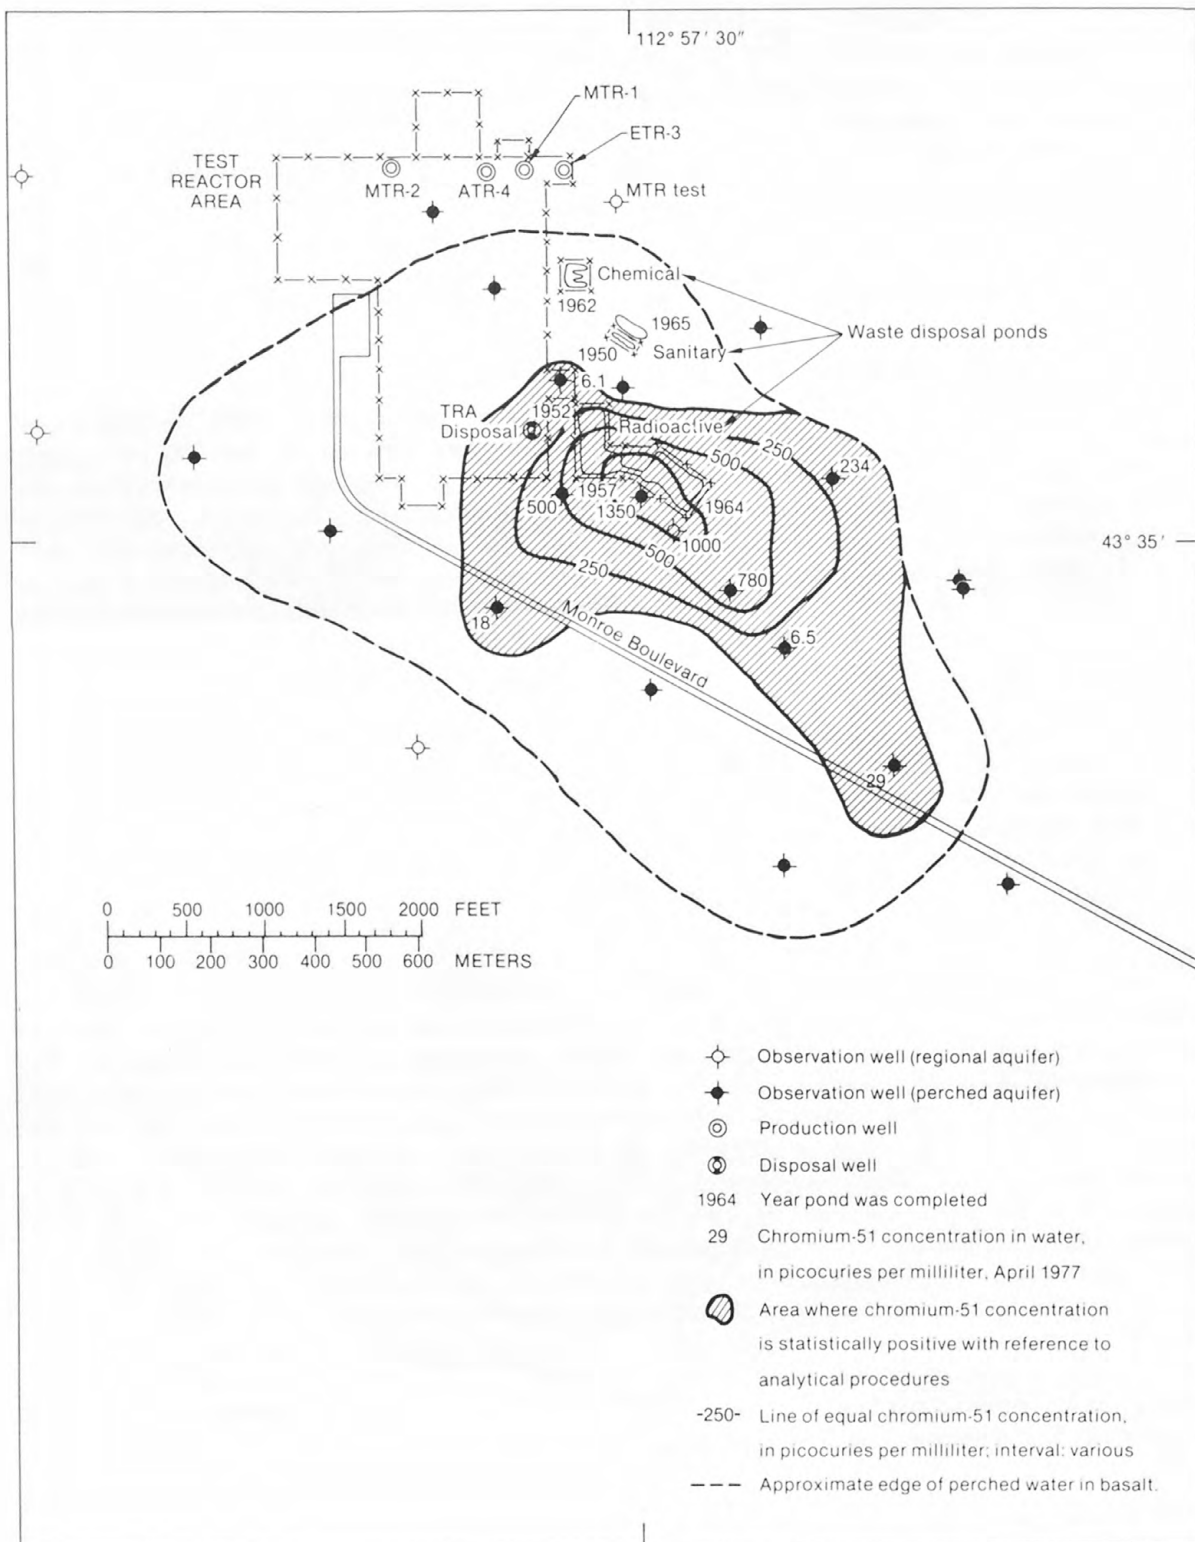 112° 57′ 30″
MTR-1
ETR-3
TEST
REACTOR
AREA
MTR-2
ATR-4
MTR test
Chemical
1962
1965
Waste disposal ponds
1950
Sanitary
6.1
TRA
Disposal
1952
Radioactive
250
500
234
1957
500
1350
1964
1000
43° 35′
500
250
780
18
Monroe Boulevard
6.5
29
0 500 1000 1500 2000 FEET
0 100 200 300 400 500 600 METERS
Observation well (regional aquifer)
Observation well (perched aquifer)
Production well
Disposal well
1964 Year pond was completed
29 Chromium-51 concentration in water,
in picocuries per milliliter, April 1977
Area where chromium-51 concentration
is statistically positive with reference to
analytical procedures
-250- Line of equal chromium-51 concentration,
in picocuries per milliliter; interval: various
Approximate edge of perched water in basalt.